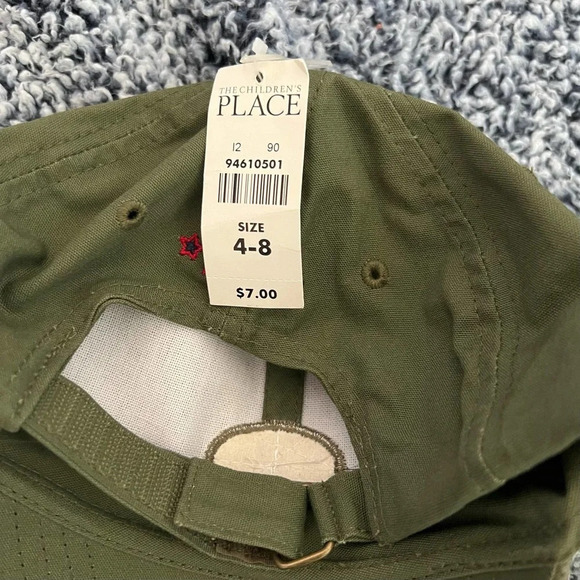 THE CHILDREN'S
PLACE
12 90
94610501
SIZE
4-8
$7.00